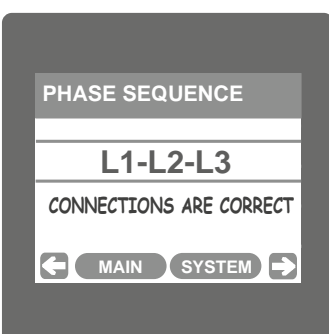 PHASE SEQUENCE
L1-L2-L3
CONNECTIONS ARE CORRECT
MAIN SYSTEM